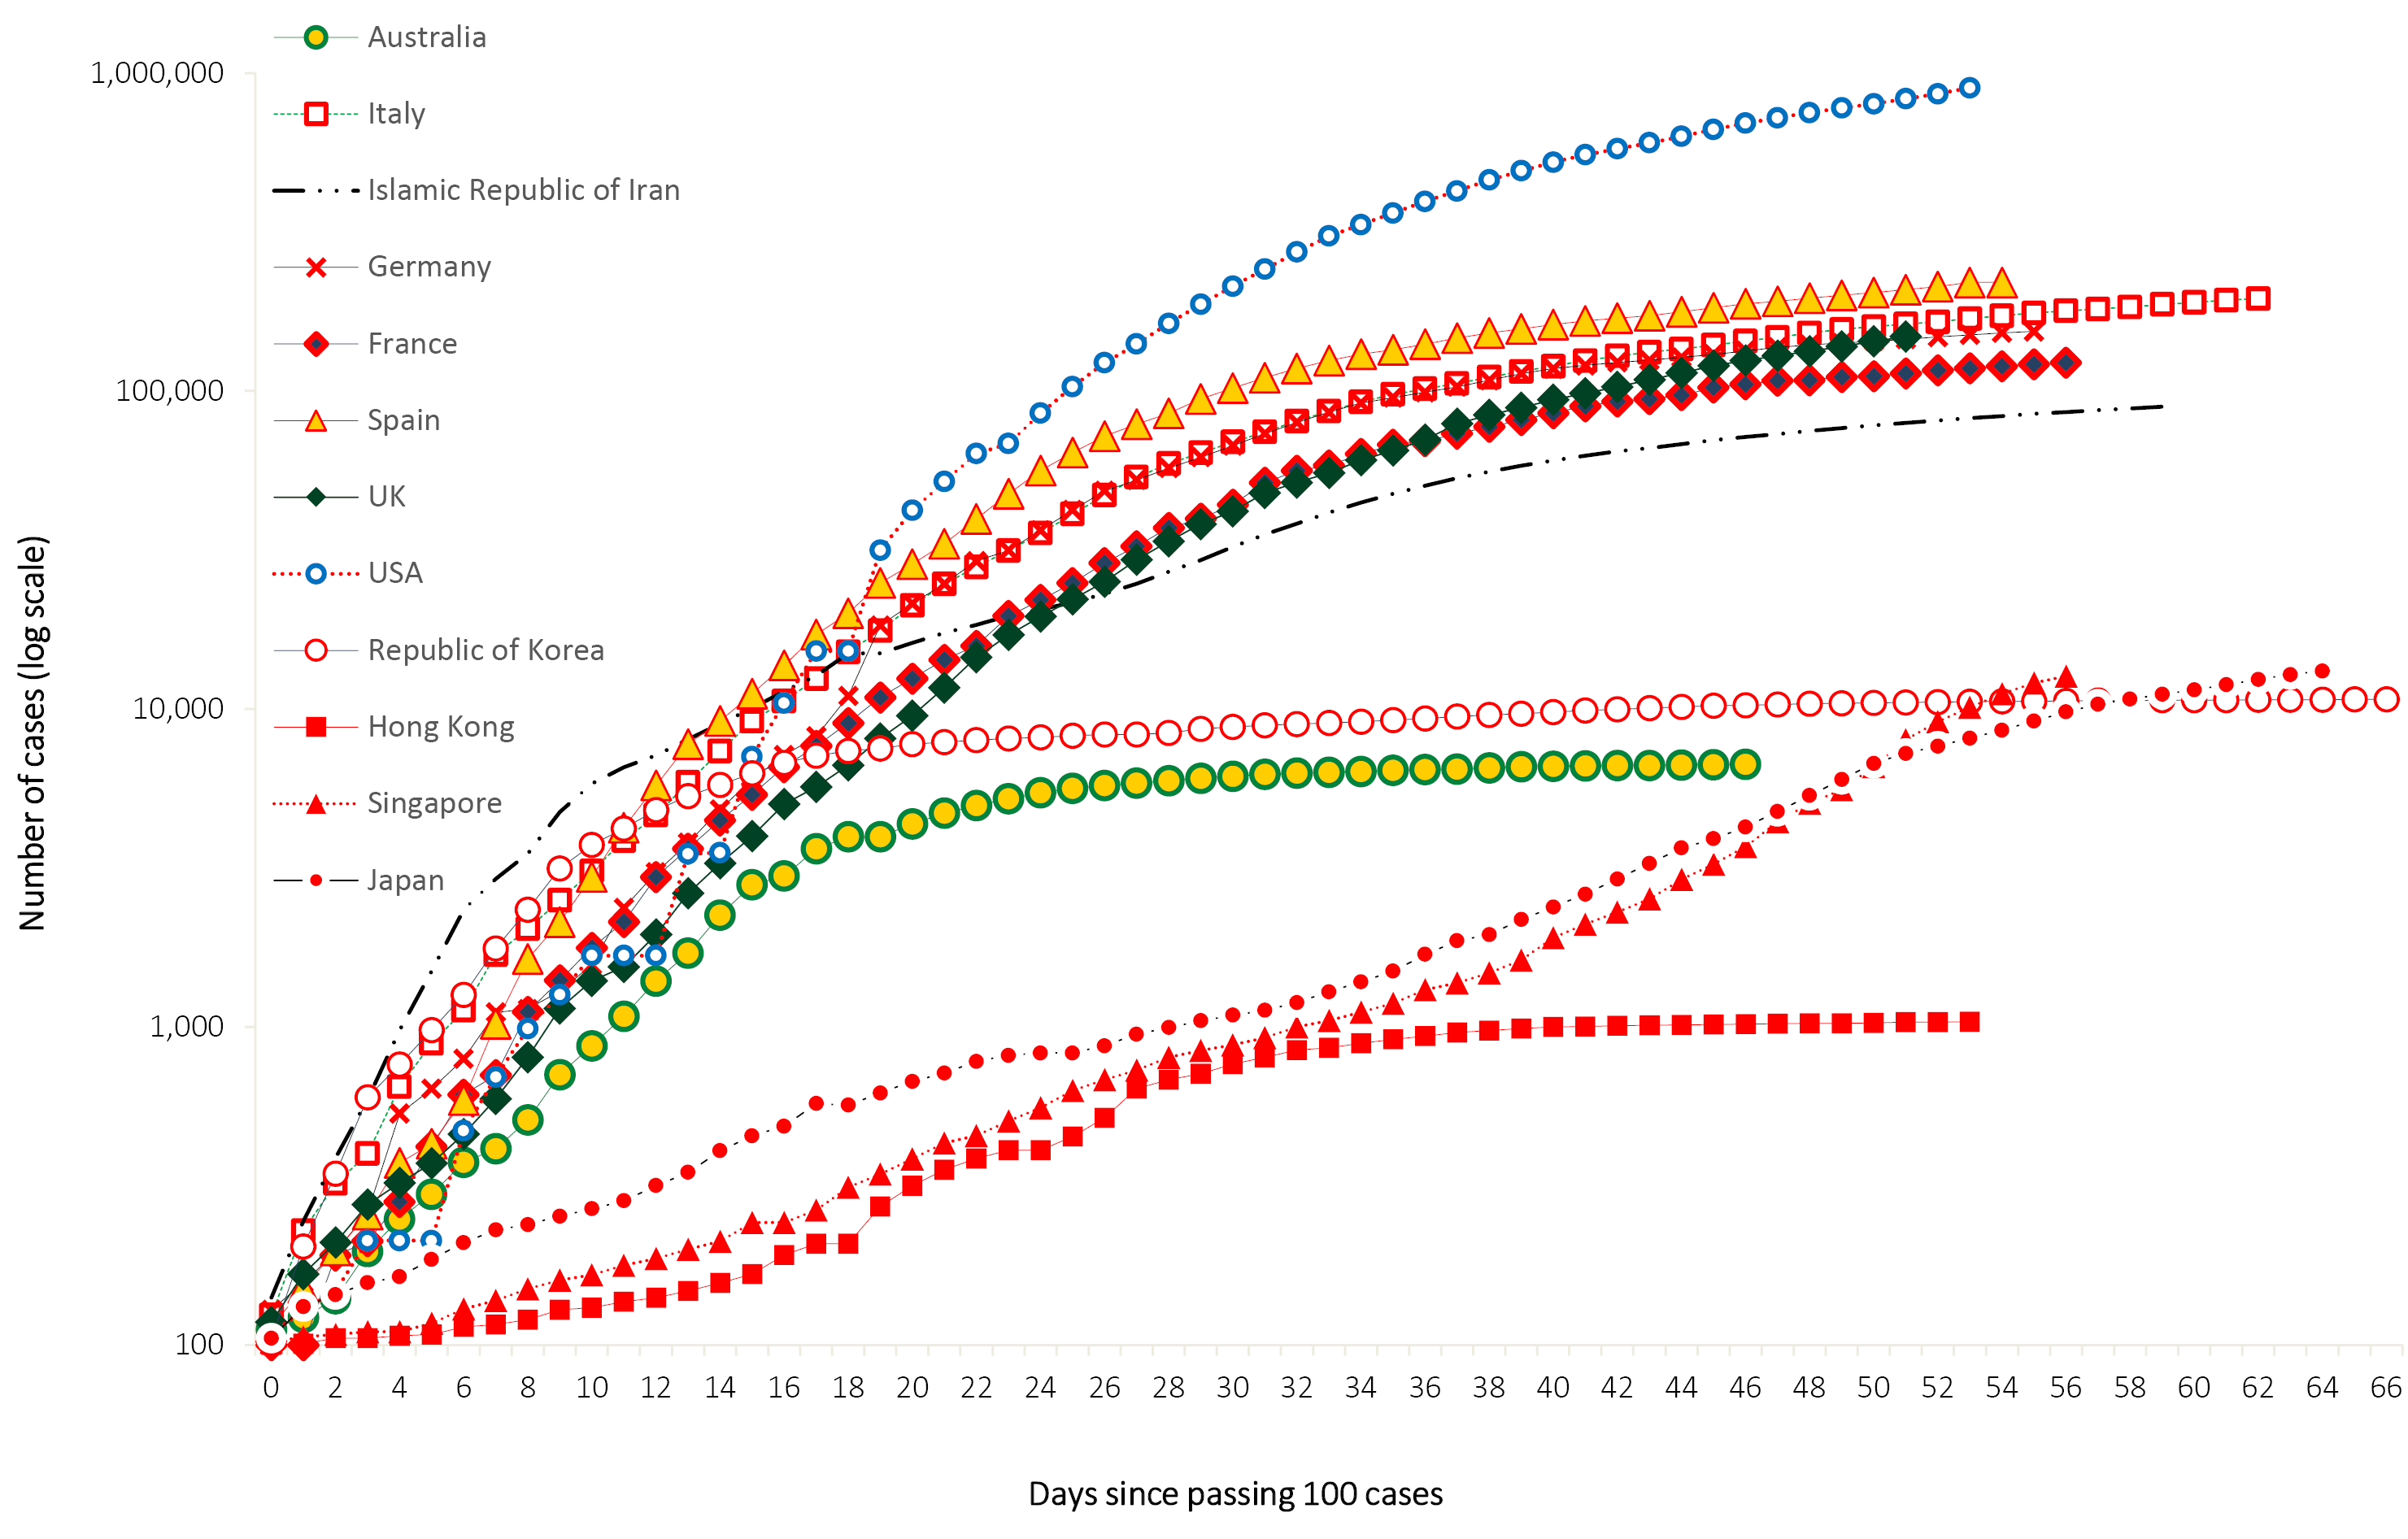 Australia
1,000,000
Italy
Islamic Republic of Iran
Germany
France
100,000
Spain
UK
USA
Republic of Korea
10,000
Hong Kong
Singapore
Japan
1,000
100
Number of cases (log scale)
0 2 4 6 8 10 12 14 16 18 20 22 24 26 28 30 32 34 36 38 40 42 44 46 48 50 52 54 56 58 60 62 64 66
Days since passing 100 cases